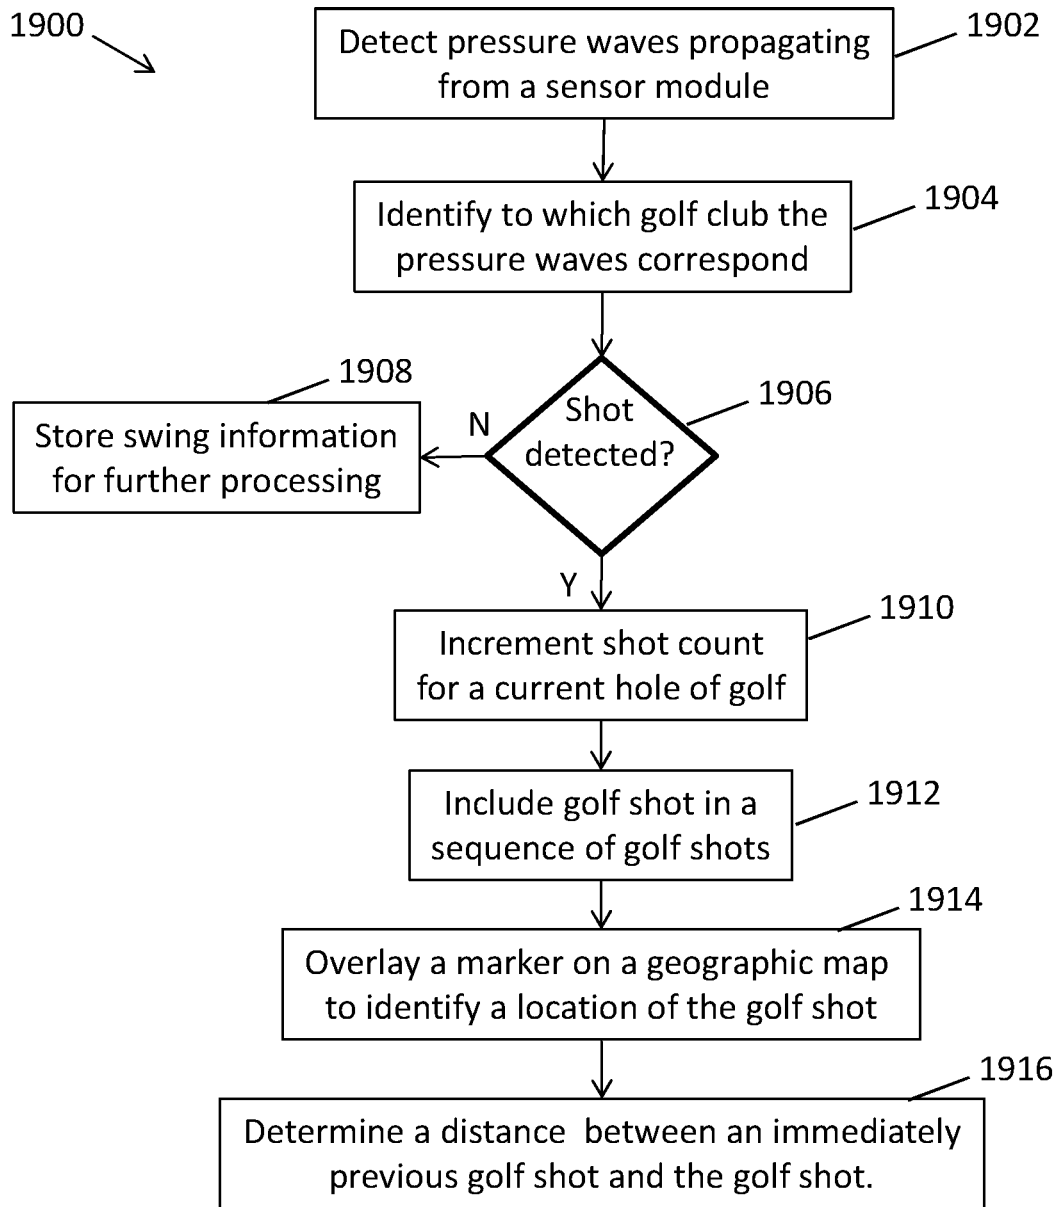 1900
1902
Detect pressure waves propagating
from a sensor module
1904
Identify to which golf club the
pressure waves correspond
1906
Shot
detected?
N
1908
Store swing information
for further processing
Y
1910
Increment shot count
for a current hole of golf
1912
Include golf shot in a
sequence of golf shots
1914
Overlay a marker on a geographic map
to identify a location of the golf shot
1916
Determine a distance between an immediately
previous golf shot and the golf shot.